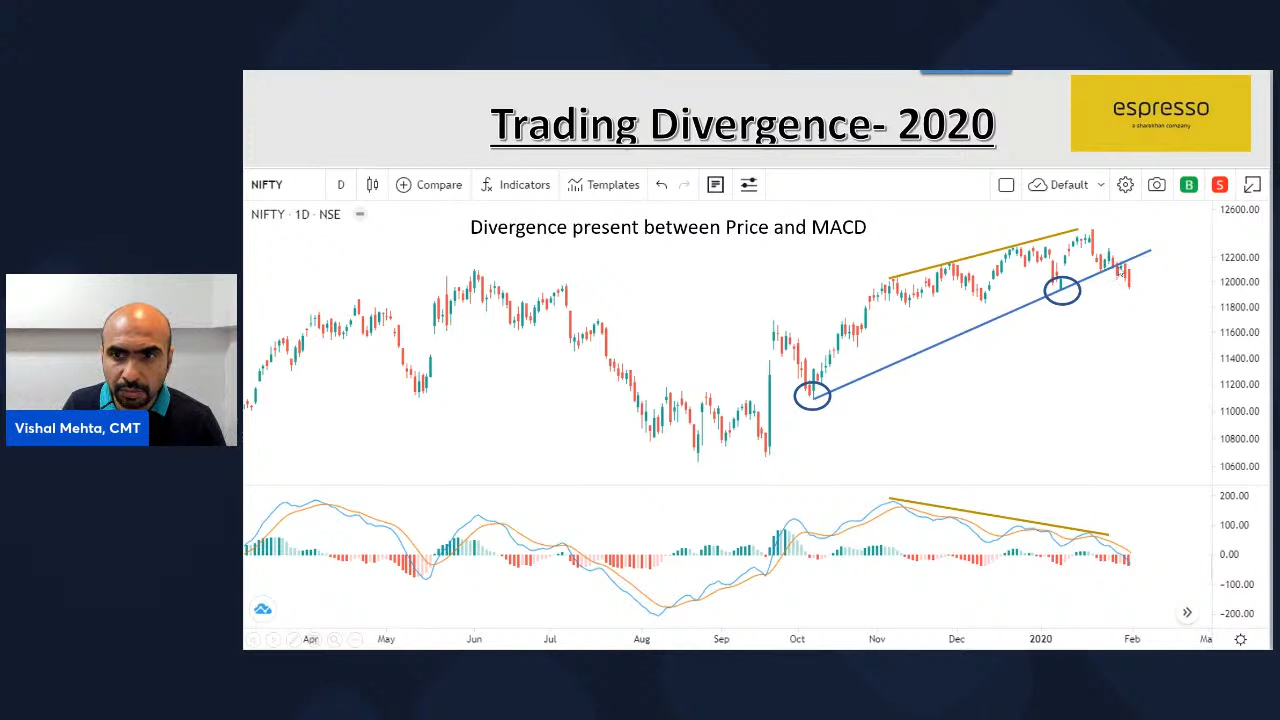 Trading Divergence- 2020
espresso
a sharekhan company
NIFTY
D
Compare
Indicators
Templates
Default
B
S
NIFTY · 1D · NSE
Divergence present between Price and MACD
12600.00
12200.00
12000.00
11800.00
11600.00
11400.00
11200.00
11000.00
10800.00
10600.00
Vishal Mehta, CMT
200.00
100.00
0.00
−100.00
−200.00
Apr May Jun Jul Aug Sep Oct Nov Dec 2020 Feb Ma